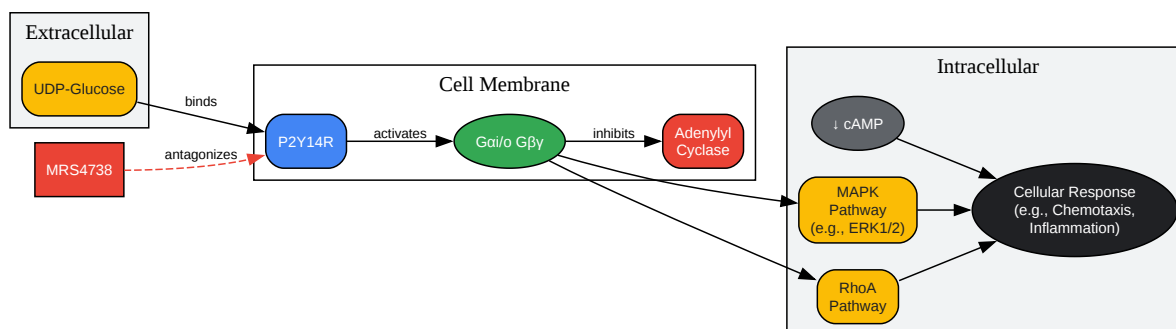 Extracellular
UDP-Glucose
MRS4738
binds
antagonizes
Cell Membrane
P2Y14R
activates
Gαi/o Gβγ
inhibits
Adenylyl
Cyclase
Intracellular
↓ cAMP
MAPK
Pathway
(e.g., ERK1/2)
RhoA
Pathway
Cellular Response
(e.g., Chemotaxis,
Inflammation)